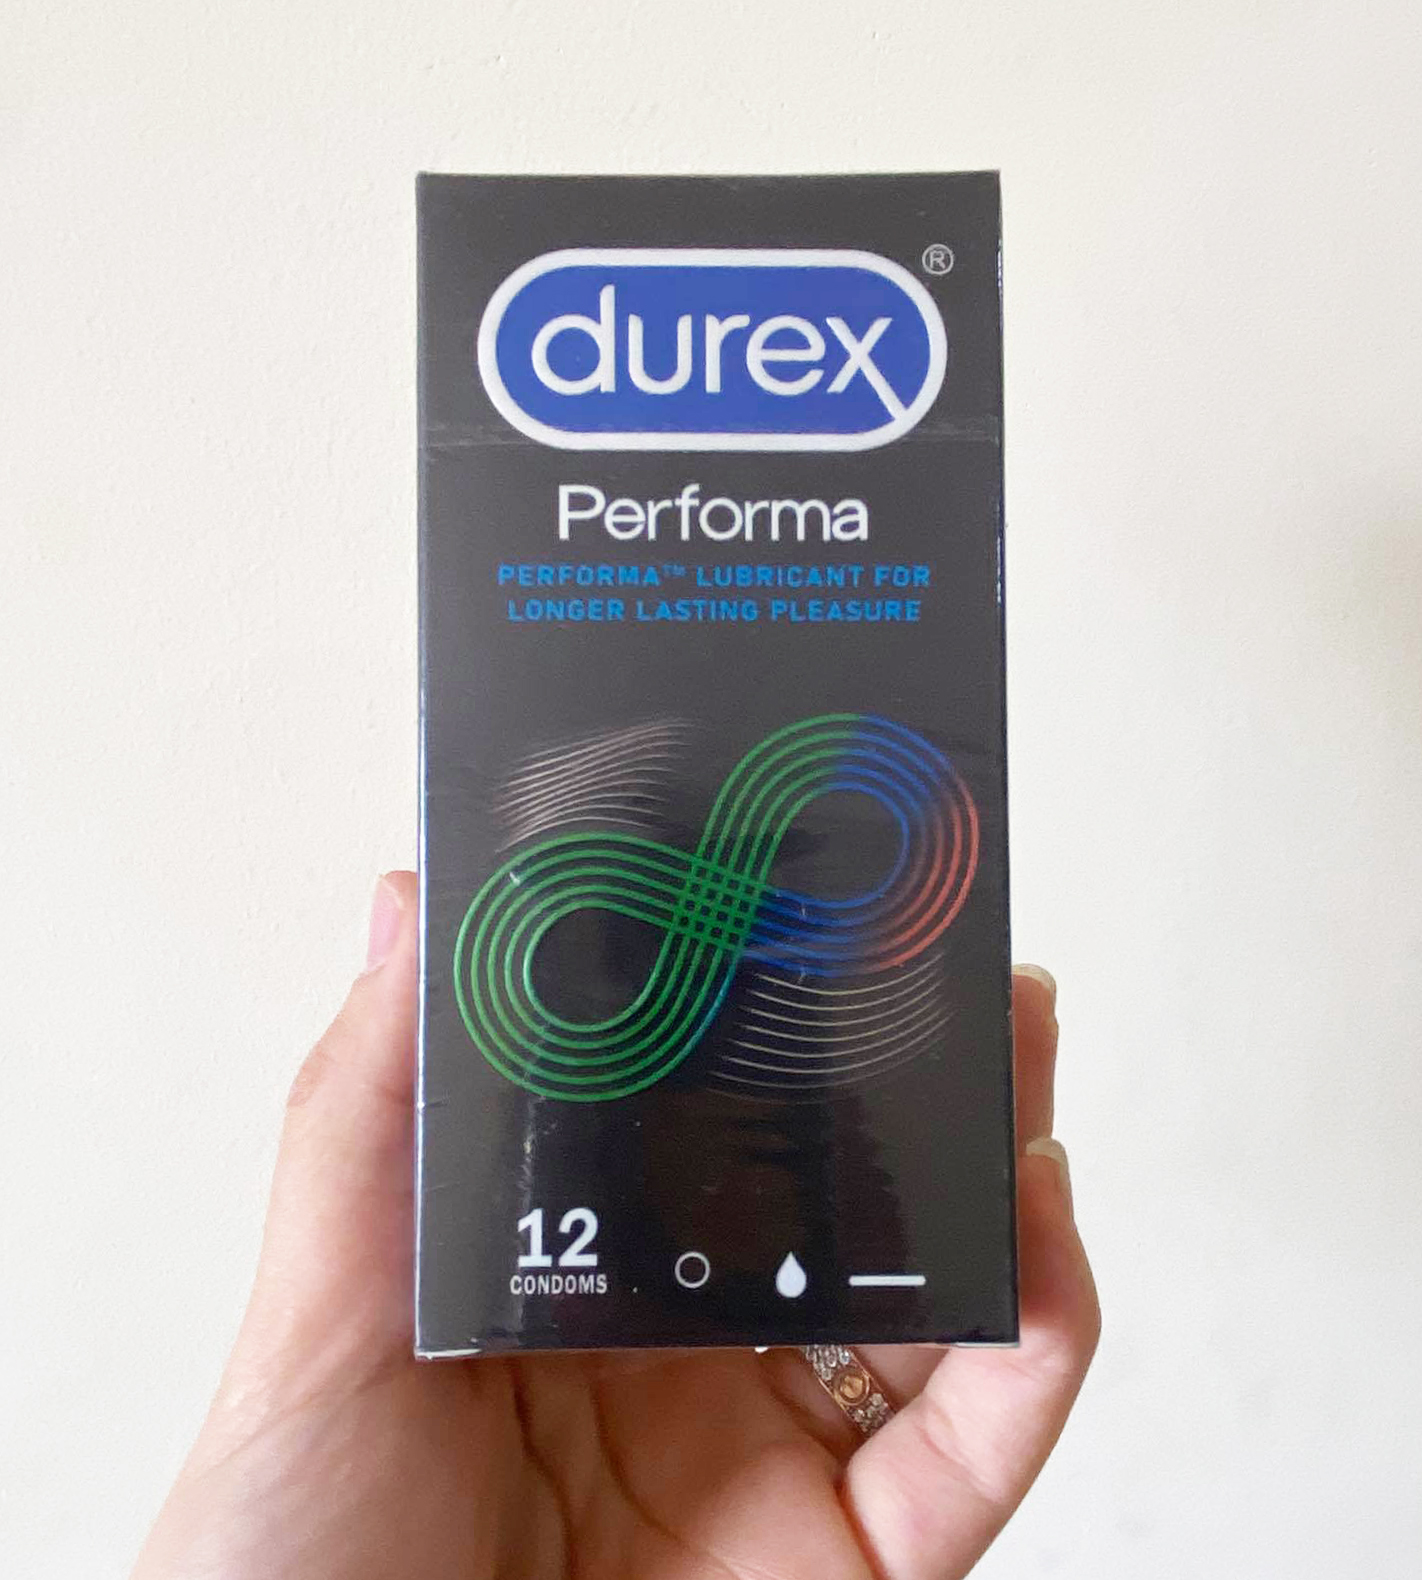 durex®
Performa
PERFORMA™ LUBRICANT FOR
LONGER LASTING PLEASURE
12
CONDOMS